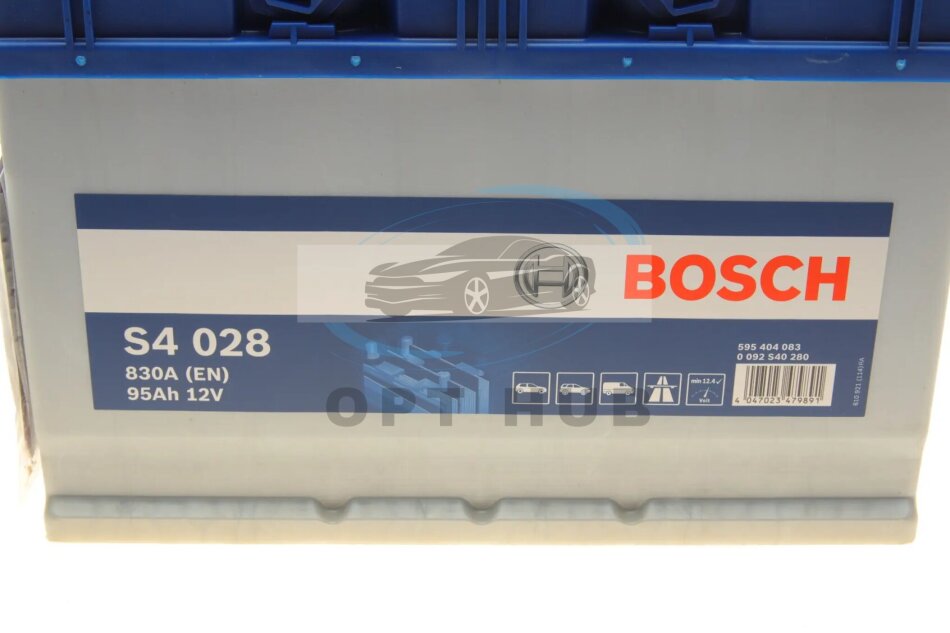 BOSCH
S4 028
830A (EN)
95Ah 12V
595 404 083
0 092 S40 280
min 12.4 ✓
Volt
4 047023 479891
OPT HUB